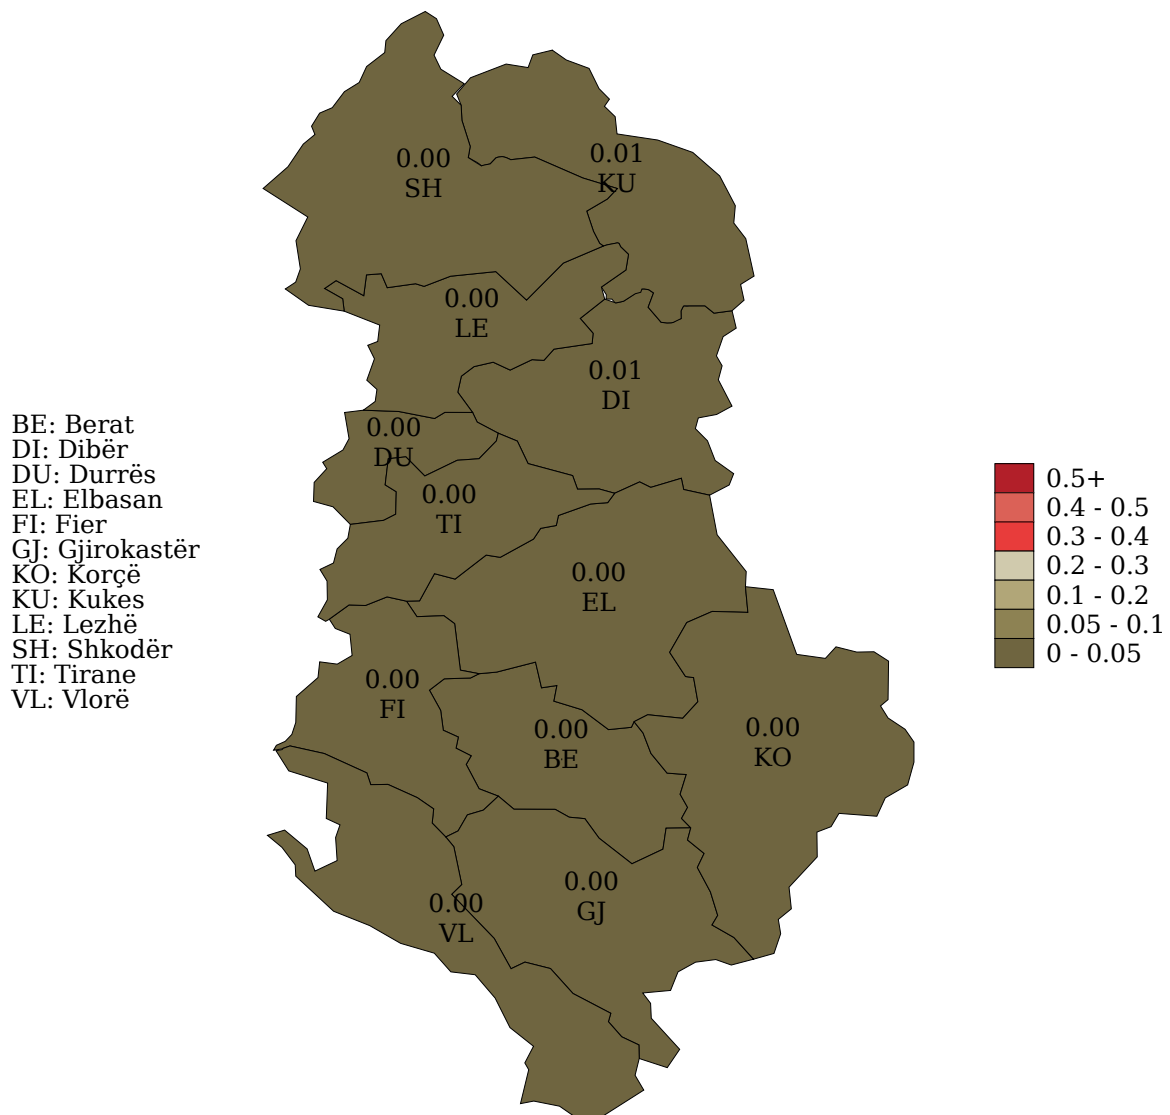 0.00
SH
0.01
KU
0.00
LE
0.01
DI
0.00
DU
0.00
TI
0.00
EL
0.00
FI
0.00
BE
0.00
KO
0.00
GJ
0.00
VL
BE: Berat
DI: Dibër
DU: Durrës
EL: Elbasan
FI: Fier
GJ: Gjirokastër
KO: Korçë
KU: Kukes
LE: Lezhë
SH: Shkodër
TI: Tirane
VL: Vlorë
0.5+
0.4 - 0.5
0.3 - 0.4
0.2 - 0.3
0.1 - 0.2
0.05 - 0.1
0 - 0.05